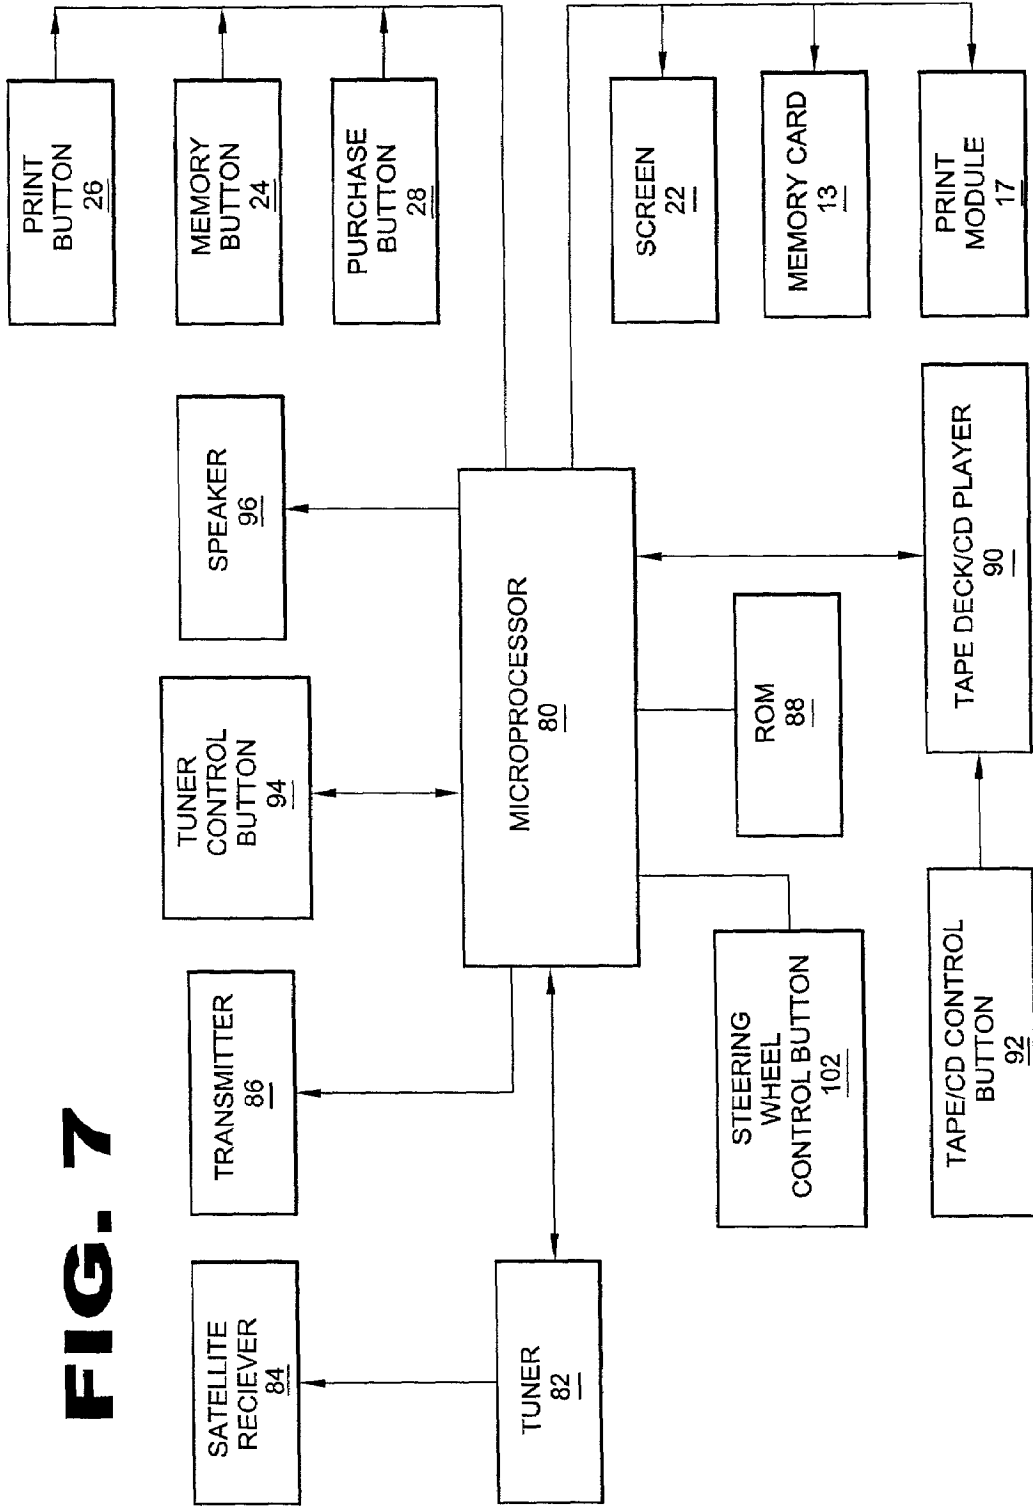 FIG. 7
SATELLITE
RECIEVER
84
TRANSMITTER
86
TUNER
CONTROL
BUTTON
94
SPEAKER
96
PRINT
BUTTON
26
MEMORY
BUTTON
24
PURCHASE
BUTTON
28
TUNER
82
MICROPROCESSOR
80
STEERING
WHEEL
CONTROL BUTTON
102
ROM
88
SCREEEN
22
MEMORY CARD
13
PRINT
MODULE
17
TAPE/CD CONTROL
BUTTON
92
TAPE DECK/CD PLAYER
90